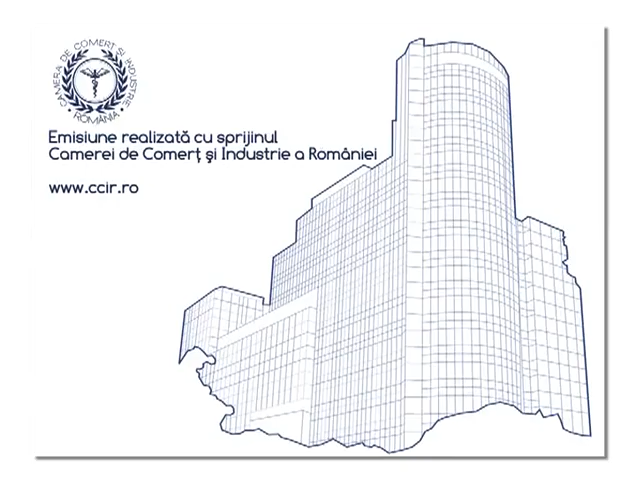 CAMERA DE COMERȚ ȘI INDUSTRIE
• ROMÂNIA •
Emisiune realizată cu sprijinul
Camerei de Comerț și Industrie a României
www.ccir.ro